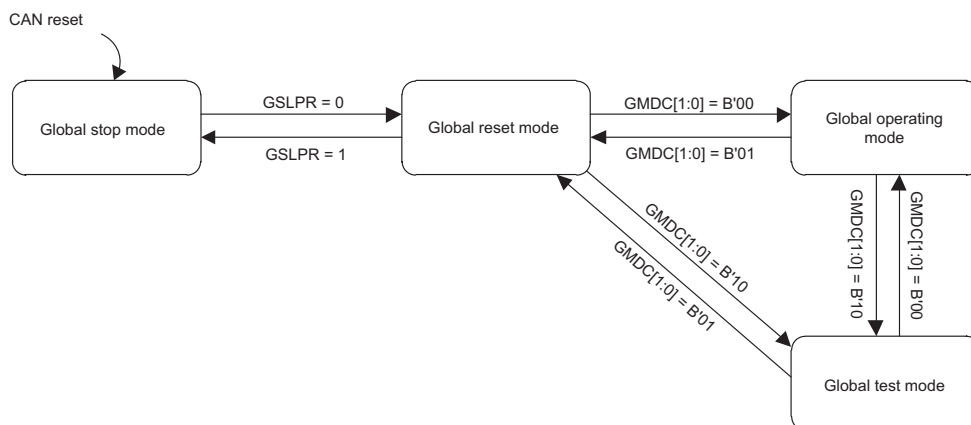 CAN reset
Global stop mode
GSLPR = 0
GSLPR = 1
Global reset mode
GMDC[1:0] = B'00
GMDC[1:0] = B'01
Global operating
mode
GMDC[1:0] = B'10
GMDC[1:0] = B'01
GMDC[1:0] = B'10
GMDC[1:0] = B'00
Global test mode